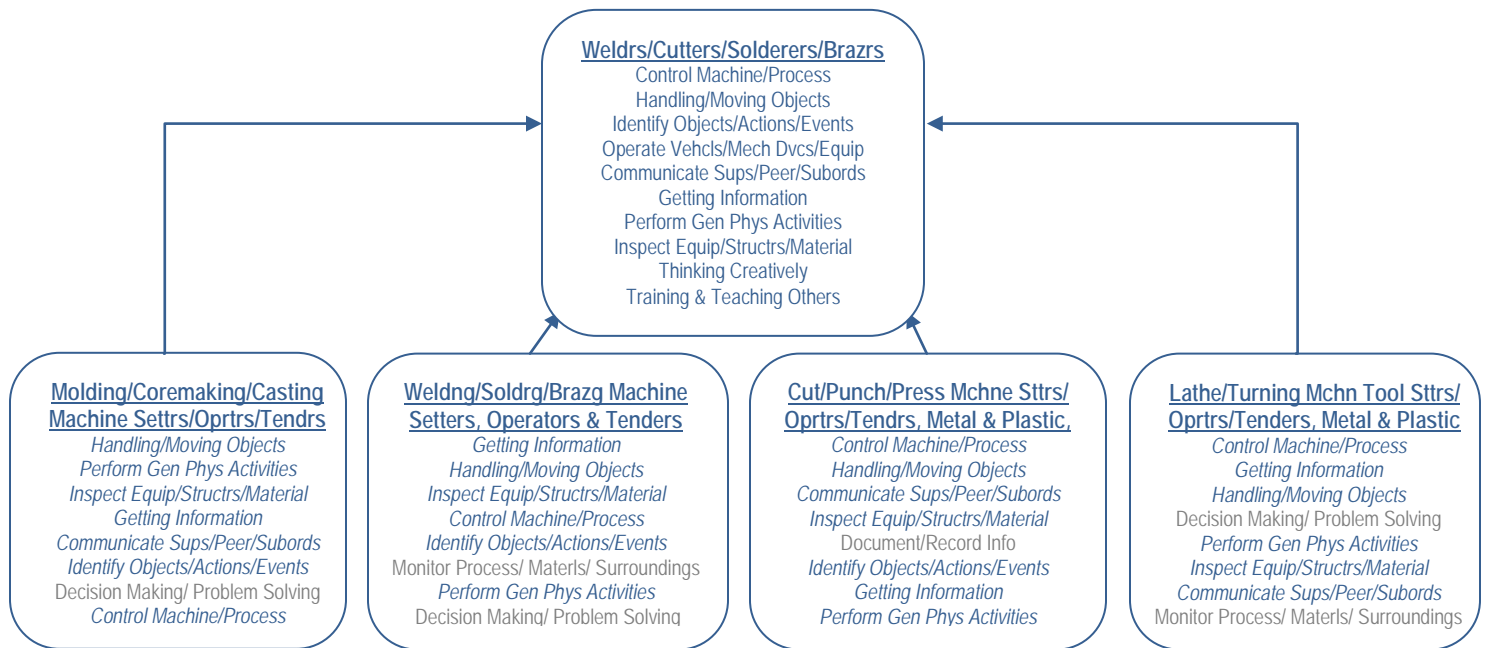 Weldrs/Cutters/Solderers/Brazrs
Control Machine/Process
Handling/Moving Objects
Identify Objects/Actions/Events
Operate Vehcls/Mech Dvcs/Equip
Communicate Sups/Peer/Subords
Getting Information
Perform Gen Phys Activities
Inspect Equip/Structrs/Material
Thinking Creatively
Training & Teaching Others
Molding/Coremaking/Casting
Machine Settrs/Oprtrs/Tendrs
Handling/Moving Objects
Perform Gen Phys Activities
Inspect Equip/Structrs/Material
Getting Information
Communicate Sups/Peer/Subords
Identify Objects/Actions/Events
Decision Making/ Problem Solving
Control Machine/Process
Weldng/Soldrg/Brazg Machine
Setters, Operators & Tenders
Getting Information
Handling/Moving Objects
Inspect Equip/Structrs/Material
Control Machine/Process
Identify Objects/Actions/Events
Monitor Process/ Materls/ Surroundings
Perform Gen Phys Activities
Decision Making/ Problem Solving
Cut/Punch/Press Mchne Sttrs/
Oprtrs/Tendrs, Metal & Plastic,
Control Machine/Process
Handling/Moving Objects
Communicate Sups/Peer/Subords
Inspect Equip/Structrs/Material
Document/Record Info
Identify Objects/Actions/Events
Getting Information
Perform Gen Phys Activities
Lathe/Turning Mchn Tool Sttrs/
Oprtrs/Tenders, Metal & Plastic
Control Machine/Process
Getting Information
Handling/Moving Objects
Decision Making/ Problem Solving
Perform Gen Phys Activities
Inspect Equip/Structrs/Material
Communicate Sups/Peer/Subords
Monitor Process/ Materls/ Surroundings